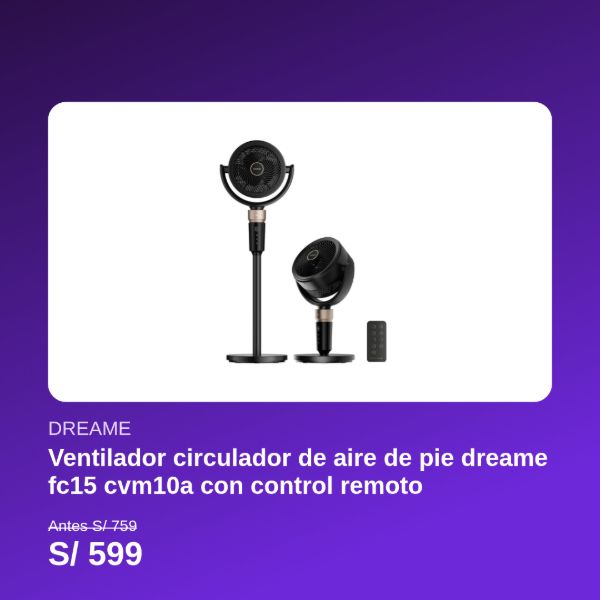 DREAME
Ventilador circulador de aire de pie dreame
fc15 cvm10a con control remoto
Antes S/ 759
S/ 599